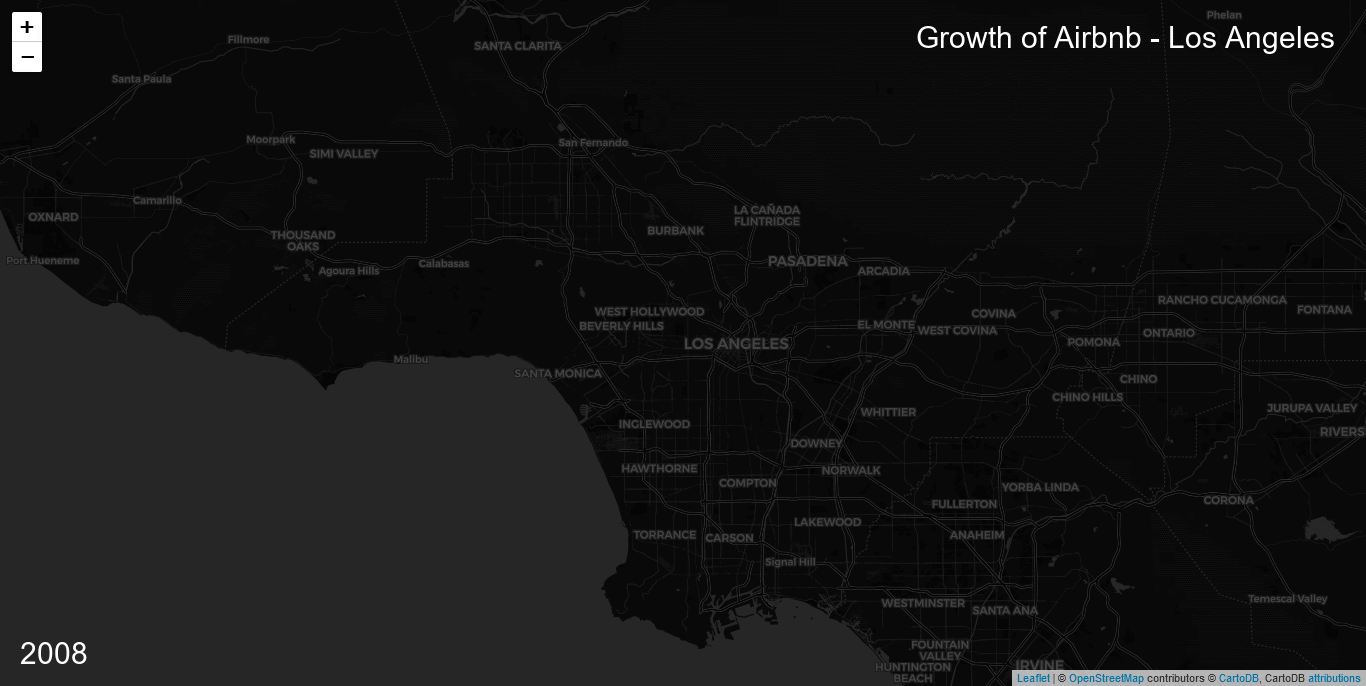 +
−
Growth of Airbnb - Los Angeles
Phelan
Fillmore
SANTA CLARITA
Santa Paula
Moorpark
SIMI VALLEY
San Fernando
Camarillo
OXNARD
LA CAÑADA
FLINTRIDGE
BURBANK
THOUSAND
OAKS
Port Hueneme
Agoura Hills
Calabasas
PASADENA
ARCADIA
RANCHO CUCAMONGA
FONTANA
WEST HOLLYWOOD
BEVERLY HILLS
COVINA
EL MONTE
WEST COVINA
ONTARIO
LOS ANGELES
POMONA
Malibu
SANTA MONICA
CHINO
CHINO HILLS
JURUPA VALLEY
WHITTIER
INGLEWOOD
RIVERS
DOWNEY
HAWTHORNE
NORWALK
COMPTON
YORBA LINDA
FULLERTON
CORONA
LAKEWOOD
TORRANCE
CARSON
ANAHEIM
Signal Hill
WESTMINSTER
SANTA ANA
Temescal Valley
FOUNTAIN
VALLEY
HUNTINGTON
BEACH
IRVINE
2008
Leaflet | © OpenStreetMap contributors © CartoDB, CartoDB attributions